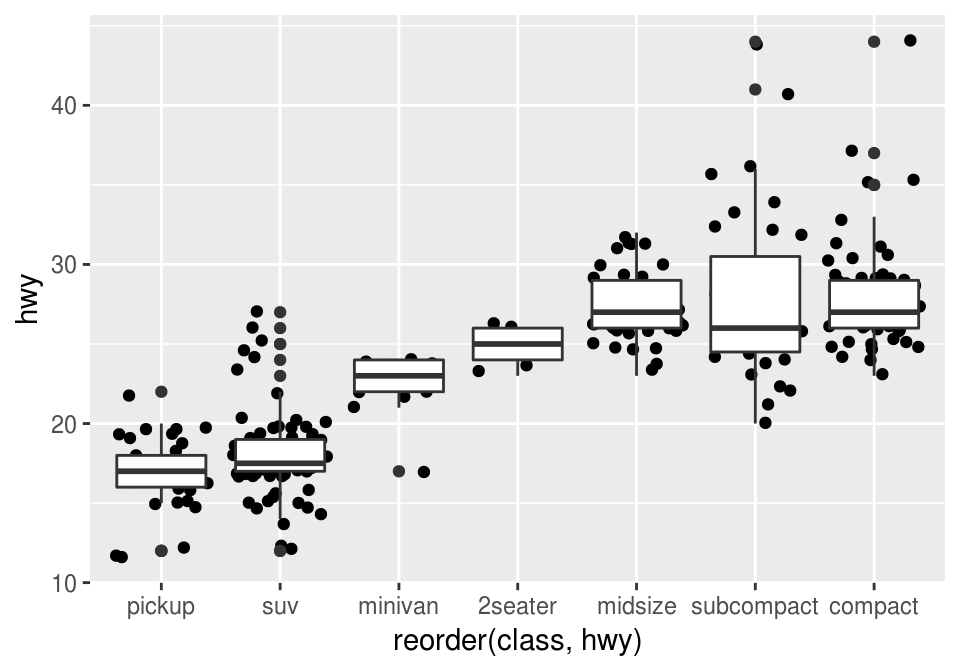 hwy
40
30
20
10
pickup suv minivan 2seater midsize subcompact compact
reorder(class, hwy)